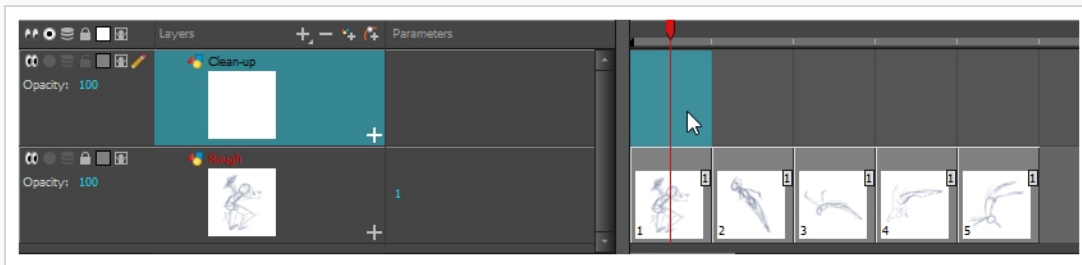 Layers
Parameters
Clean-up
Opacity: 100
Rough
Opacity: 100
1
1 1 1 1 1
1 2 3 4 5